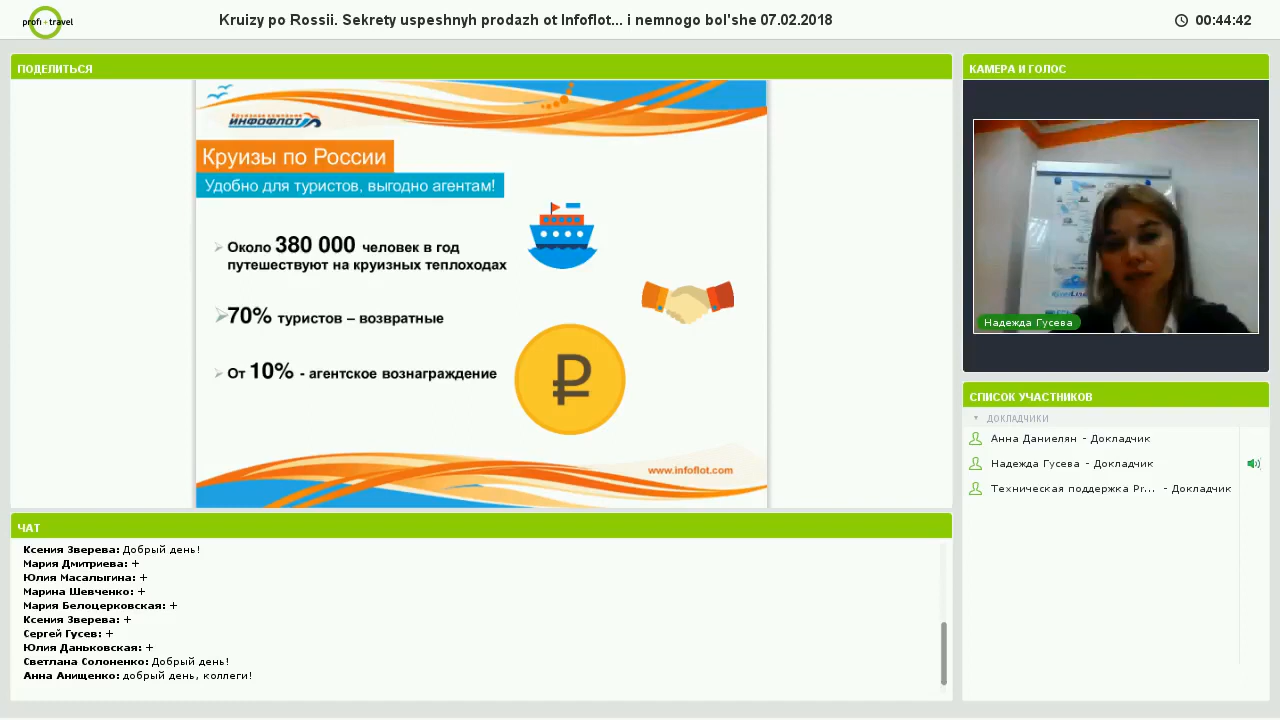 profi+travel
Kruizy po Rossii. Sekrety uspeshnyh prodazh ot Infoflot... i nemnogo bol'she 07.02.2018
00:44:42
ПОДЕЛИТЬСЯ
Круизная компания
ИНФОФЛОТ
Круизы по России
Удобно для туристов, выгодно агентам!
Около 380 000 человек в год
путешествуют на круизных теплоходах
70% туристов – возвратные
От 10% - агентское вознаграждение
www.infoflot.com
КАМЕРА И ГОЛОС
Надежда Гусева
СПИСОК УЧАСТНИКОВ
ДОКЛАДЧИКИ
Анна Даниелян - Докладчик
Надежда Гусева - Докладчик
Техническая поддержка Pr... - Докладчик
ЧАТ
Ксения Зверева: Добрый день!
Мария Дмитриева: +
Юлия Масалыгина: +
Марина Шевченко: +
Мария Белоцерковская: +
Ксения Зверева: +
Сергей Гусев: +
Юлия Даньковская: +
Светлана Солоненко: Добрый день!
Анна Анищенко: добрый день, коллеги!